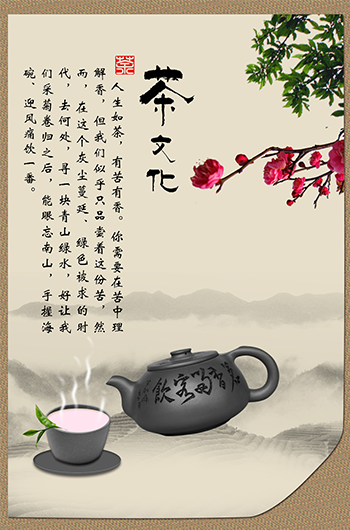 茶
茶文化
人生如茶，有苦有香。你需要在苦中理
解香，但我们似乎只品尝着这份苦，然
而，在这个灰尘蔓延、绿色被求的时
代，去何处，寻一块青山绿水，好让我
们采菊卷归之后，能眼忘南山，手握海
碗、迎风痛饮一番。